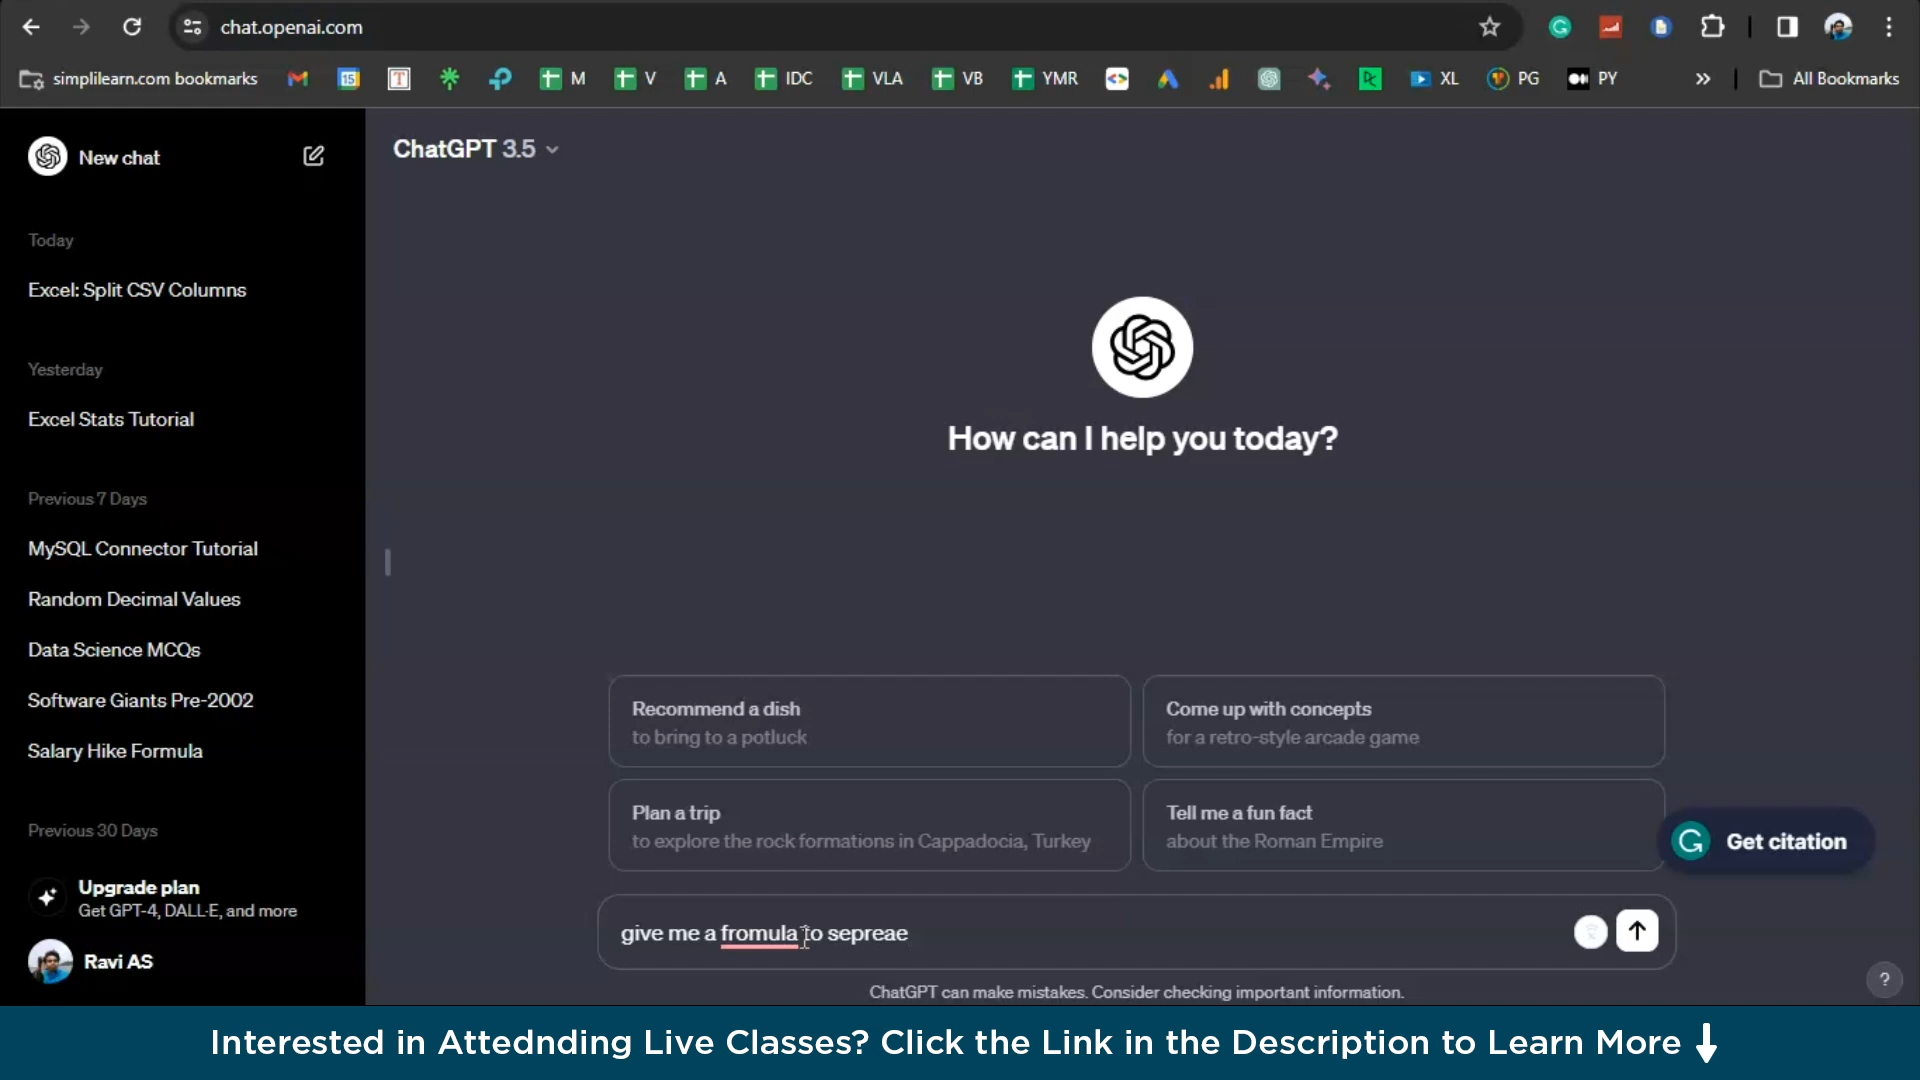 chat.openai.com
simplilearn.com bookmarks
15
T
M
V
A
IDC
VLA
VB
YMR
XL
PG
PY
»
All Bookmarks
New chat
ChatGPT 3.5
Today
Excel: Split CSV Columns
Yesterday
Excel Stats Tutorial
How can I help you today?
Previous 7 Days
MySQL Connector Tutorial
Random Decimal Values
Data Science MCQs
Software Giants Pre-2002
Salary Hike Formula
Previous 30 Days
Upgrade plan
Get GPT-4, DALL·E, and more
Ravi AS
Recommend a dish
to bring to a potluck
Come up with concepts
for a retro-style arcade game
Plan a trip
to explore the rock formations in Cappadocia, Turkey
Tell me a fun fact
about the Roman Empire
Get citation
give me a fromula to sepreae
ChatGPT can make mistakes. Consider checking important information.
?
Interested in Attednding Live Classes? Click the Link in the Description to Learn More